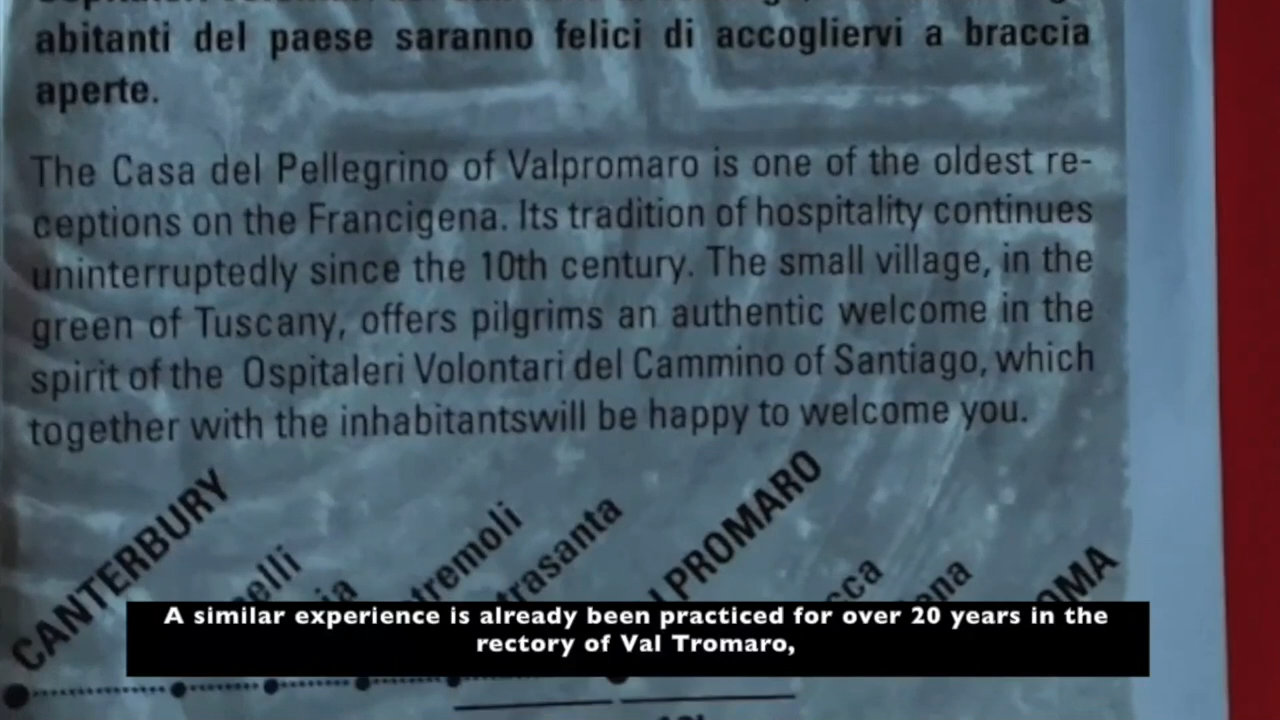 abitanti del paese saranno felici di accogliervi a braccia
aperte.
The Casa del Pellegrino of Valpromaro is one of the oldest re-
ceptions on the Francigena. Its tradition of hospitality continues
uninterruptedly since the 10th century. The small village, in the
green of Tuscany, offers pilgrims an authentic welcome in the
spirit of the Ospitaleri Volontari del Cammino of Santiago, which
together with the inhabitantswill be happy to welcome you.
CANTERBURY
A similar experience is already been practiced for over 20 years in the
rectory of Val Tromaro,